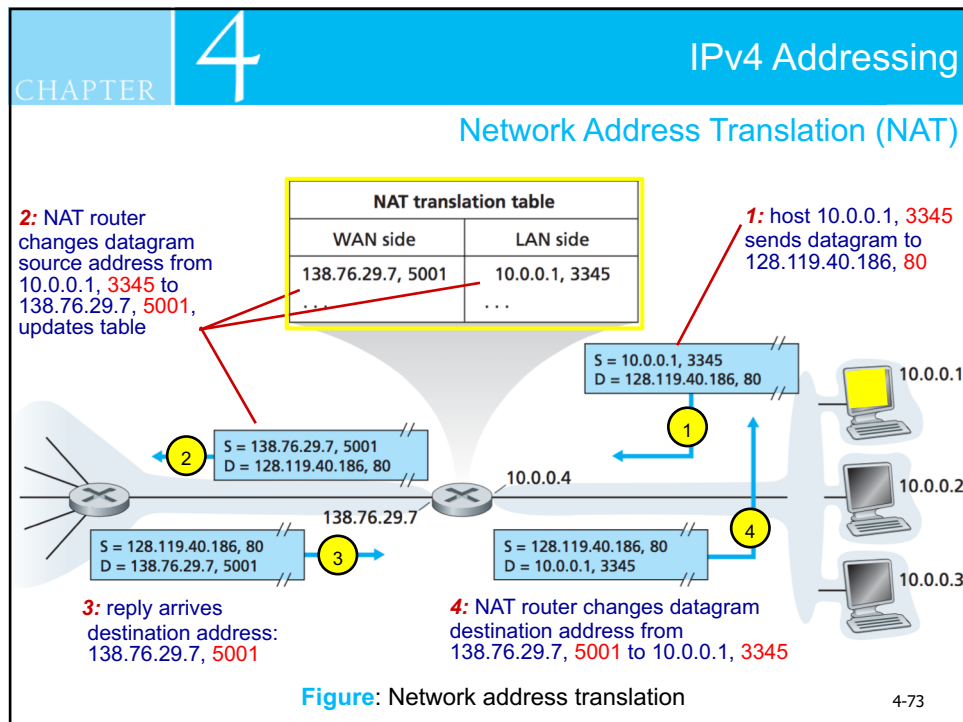 CHAPTER 4
IPv4 Addressing
Network Address Translation (NAT)
2: NAT router
changes datagram
source address from
10.0.0.1, 3345 to
138.76.29.7, 5001,
updates table
NAT translation table
WAN side LAN side
138.76.29.7, 5001 10.0.0.1, 3345
. . . . . .
1: host 10.0.0.1, 3345
sends datagram to
128.119.40.186, 80
S = 10.0.0.1, 3345
D = 128.119.40.186, 80
1
10.0.0.1
S = 138.76.29.7, 5001
D = 128.119.40.186, 80
2
10.0.0.4
138.76.29.7
10.0.0.2
S = 128.119.40.186, 80
D = 138.76.29.7, 5001
3
S = 128.119.40.186, 80
D = 10.0.0.1, 3345
4
10.0.0.3
3: reply arrives
destination address:
138.76.29.7, 5001
4: NAT router changes datagram
destination address from
138.76.29.7, 5001 to 10.0.0.1, 3345
Figure: Network address translation
4-73